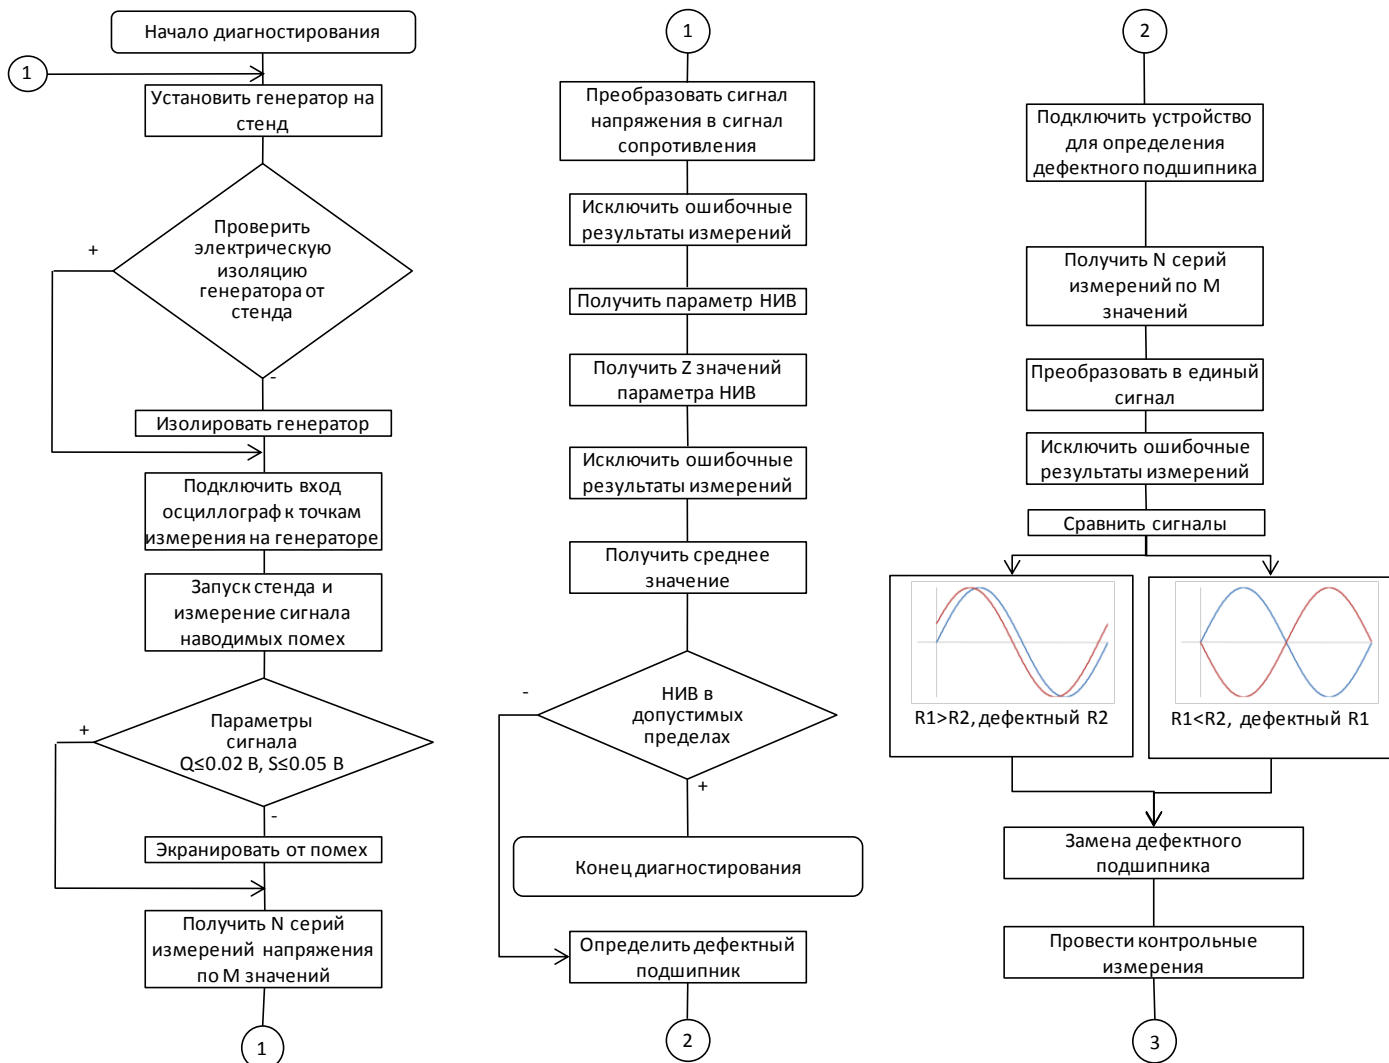 Начало диагностирования
1
Установить генератор на
стенд
Проверить
электрическую
изоляцию
генератора от
стенда
+
-
Изолировать генератор
Подключить вход
осциллограф к точкам
измерения на генераторе
Запуск стенда и
измерение сигнала
наводимых помех
Параметры
сигнала
Q≤0.02 В, S≤0.05 В
+
-
Экранировать от помех
Получить N серий
измерений напряжения
по М значений
1
1
Преобразовать сигнал
напряжения в сигнал
сопротивления
Исключить ошибочные
результаты измерений
Получить параметр НИВ
Получить Z значений
параметра НИВ
Исключить ошибочные
результаты измерений
Получить среднее
значение
НИВ в
допустимых
пределах
-
+
Конец диагностирования
Определить дефектный
подшипник
2
2
Подключить устройство
для определения
дефектного подшипника
Получить N серий
измерений по М
значений
Преобразовать в единый
сигнал
Исключить ошибочные
результаты измерений
Сравнить сигналы
R1>R2, дефектный R2
R1<R2, дефектный R1
Замена дефектного
подшипника
Провести контрольные
измерения
3